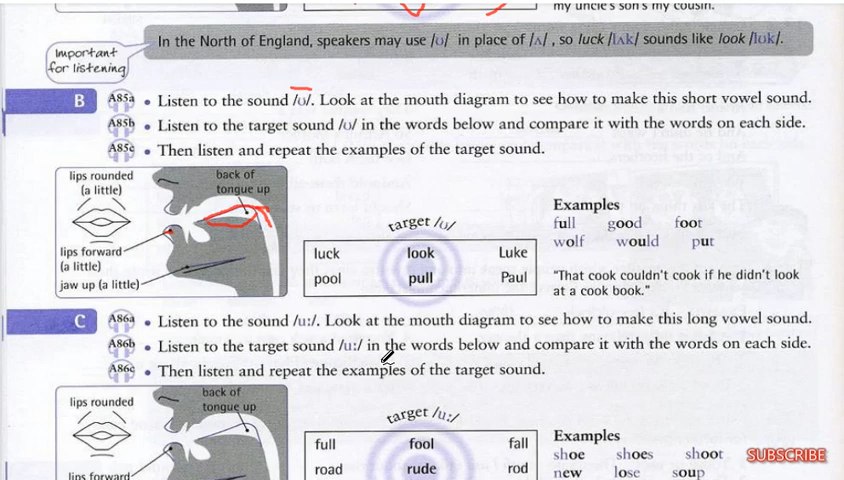 my uncle's son's my cousin.
Important
for listening
In the North of England, speakers may use /ʊ/ in place of /ʌ/, so luck /lʌk/ sounds like look /lʊk/.
B
A85a • Listen to the sound /ʊ/. Look at the mouth diagram to see how to make this short vowel sound.
A85b • Listen to the target sound /ʊ/ in the words below and compare it with the words on each side.
A85c • Then listen and repeat the examples of the target sound.
lips rounded
(a little)
back of
tongue up
lips forward
(a little)
jaw up (a little)
target /ʊ/
luck look Luke
pool pull Paul
Examples
full good foot
wolf would put
"That cook couldn't cook if he didn't look
at a cook book."
C
A86a • Listen to the sound /u:/. Look at the mouth diagram to see how to make this long vowel sound.
A86b • Listen to the target sound /u:/ in the words below and compare it with the words on each side.
A86c • Then listen and repeat the examples of the target sound.
lips rounded
back of
tongue up
lips forward
target /u:/
full fool fall
road rude rod
Examples
shoe shoes shoot
new lose soup
SUBSCRIBE